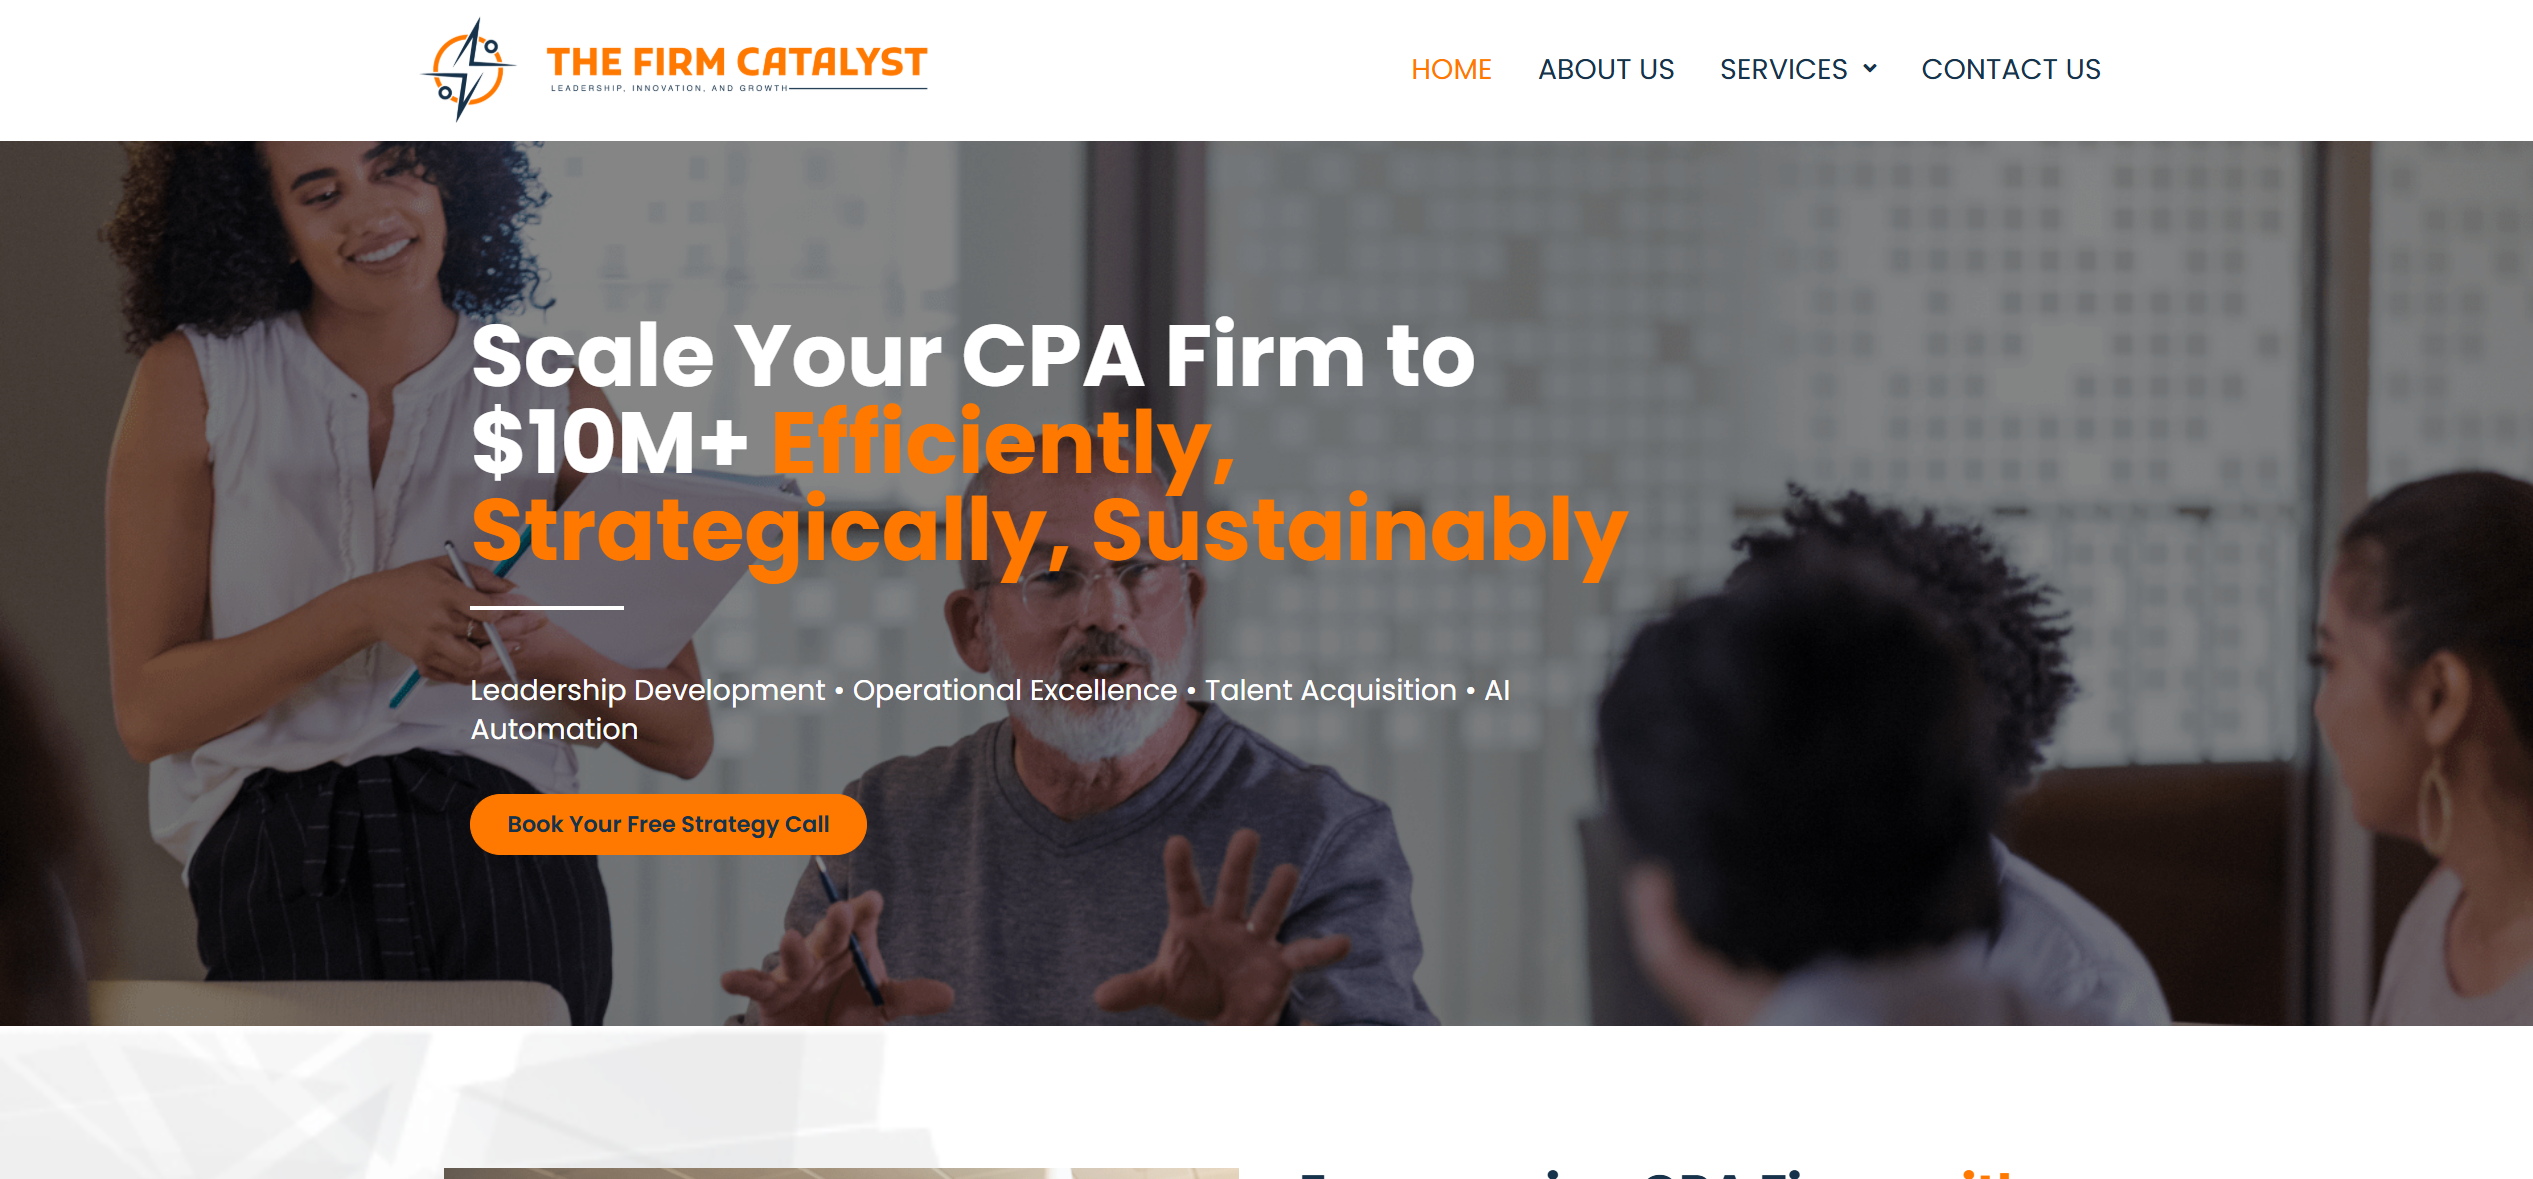 THE FIRM CATALYST
LEADERSHIP, INNOVATION, AND GROWTH
HOME
ABOUT US
SERVICES
CONTACT US
Scale Your CPA Firm to
$10M+ Efficiently,
Strategically, Sustainably
Leadership Development • Operational Excellence • Talent Acquisition • AI
Automation
Book Your Free Strategy Call